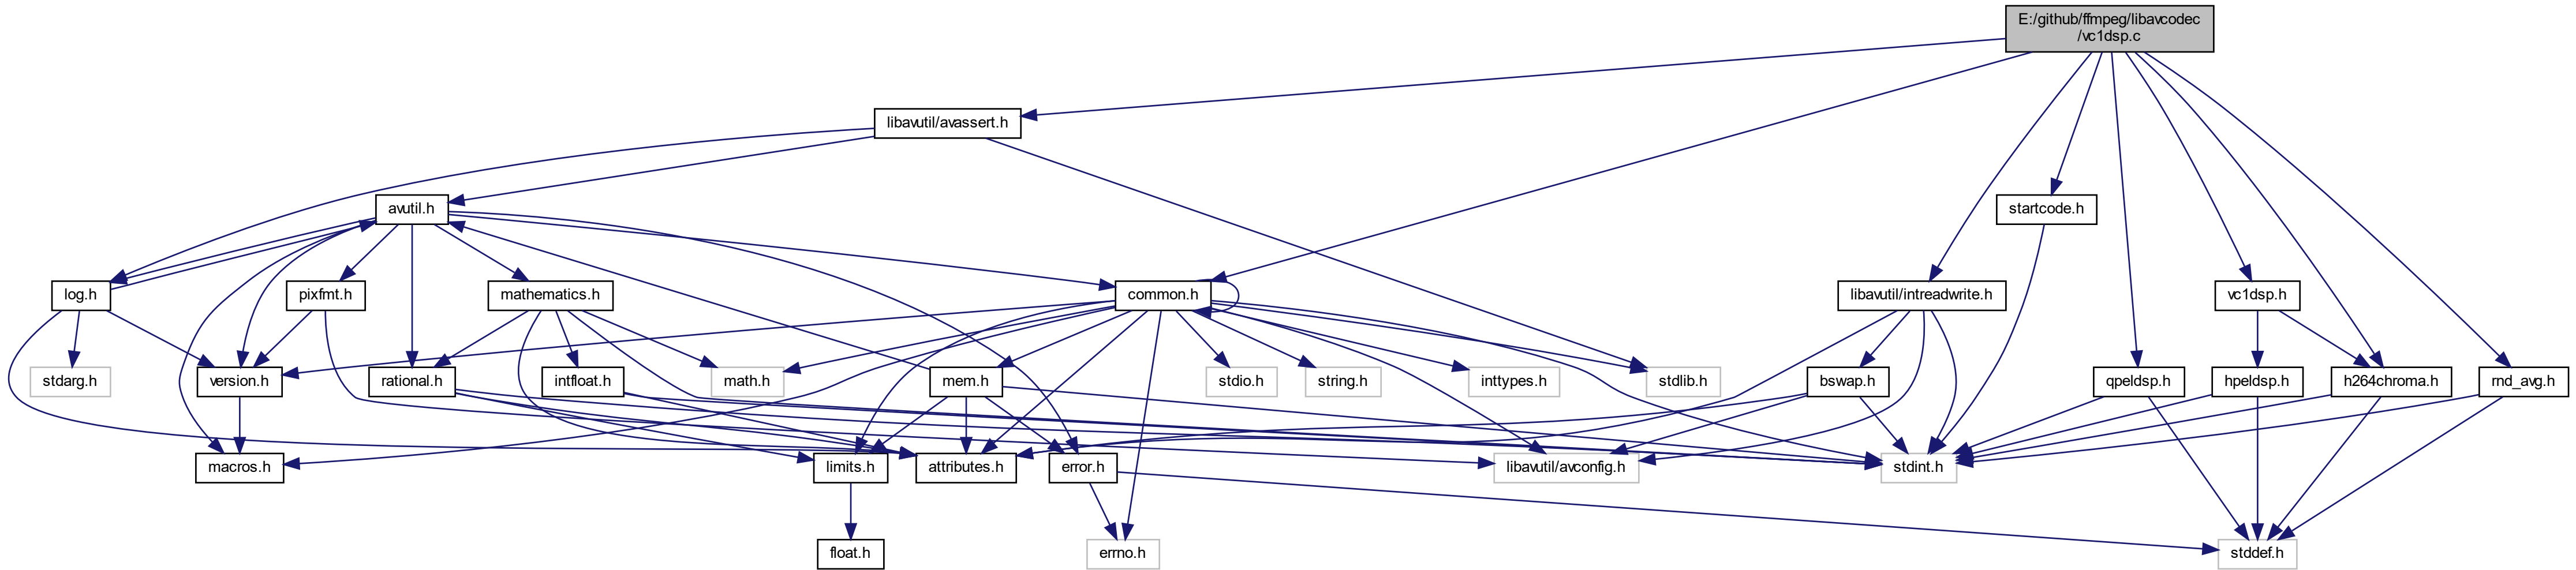 E:/github/ffmpeg/libavcodec
/vc1dsp.c
libavutil/avassert.h
avutil.h
startcode.h
log.h
pixfmt.h
mathematics.h
common.h
libavutil/intreadwrite.h
vc1dsp.h
stdarg.h
version.h
rational.h
intfloat.h
math.h
mem.h
stdio.h
string.h
inttypes.h
stdlib.h
bswap.h
qpeldsp.h
hpeldsp.h
h264chroma.h
rnd_avg.h
macros.h
limits.h
attributes.h
error.h
libavutil/avconfig.h
stdint.h
float.h
errno.h
stddef.h